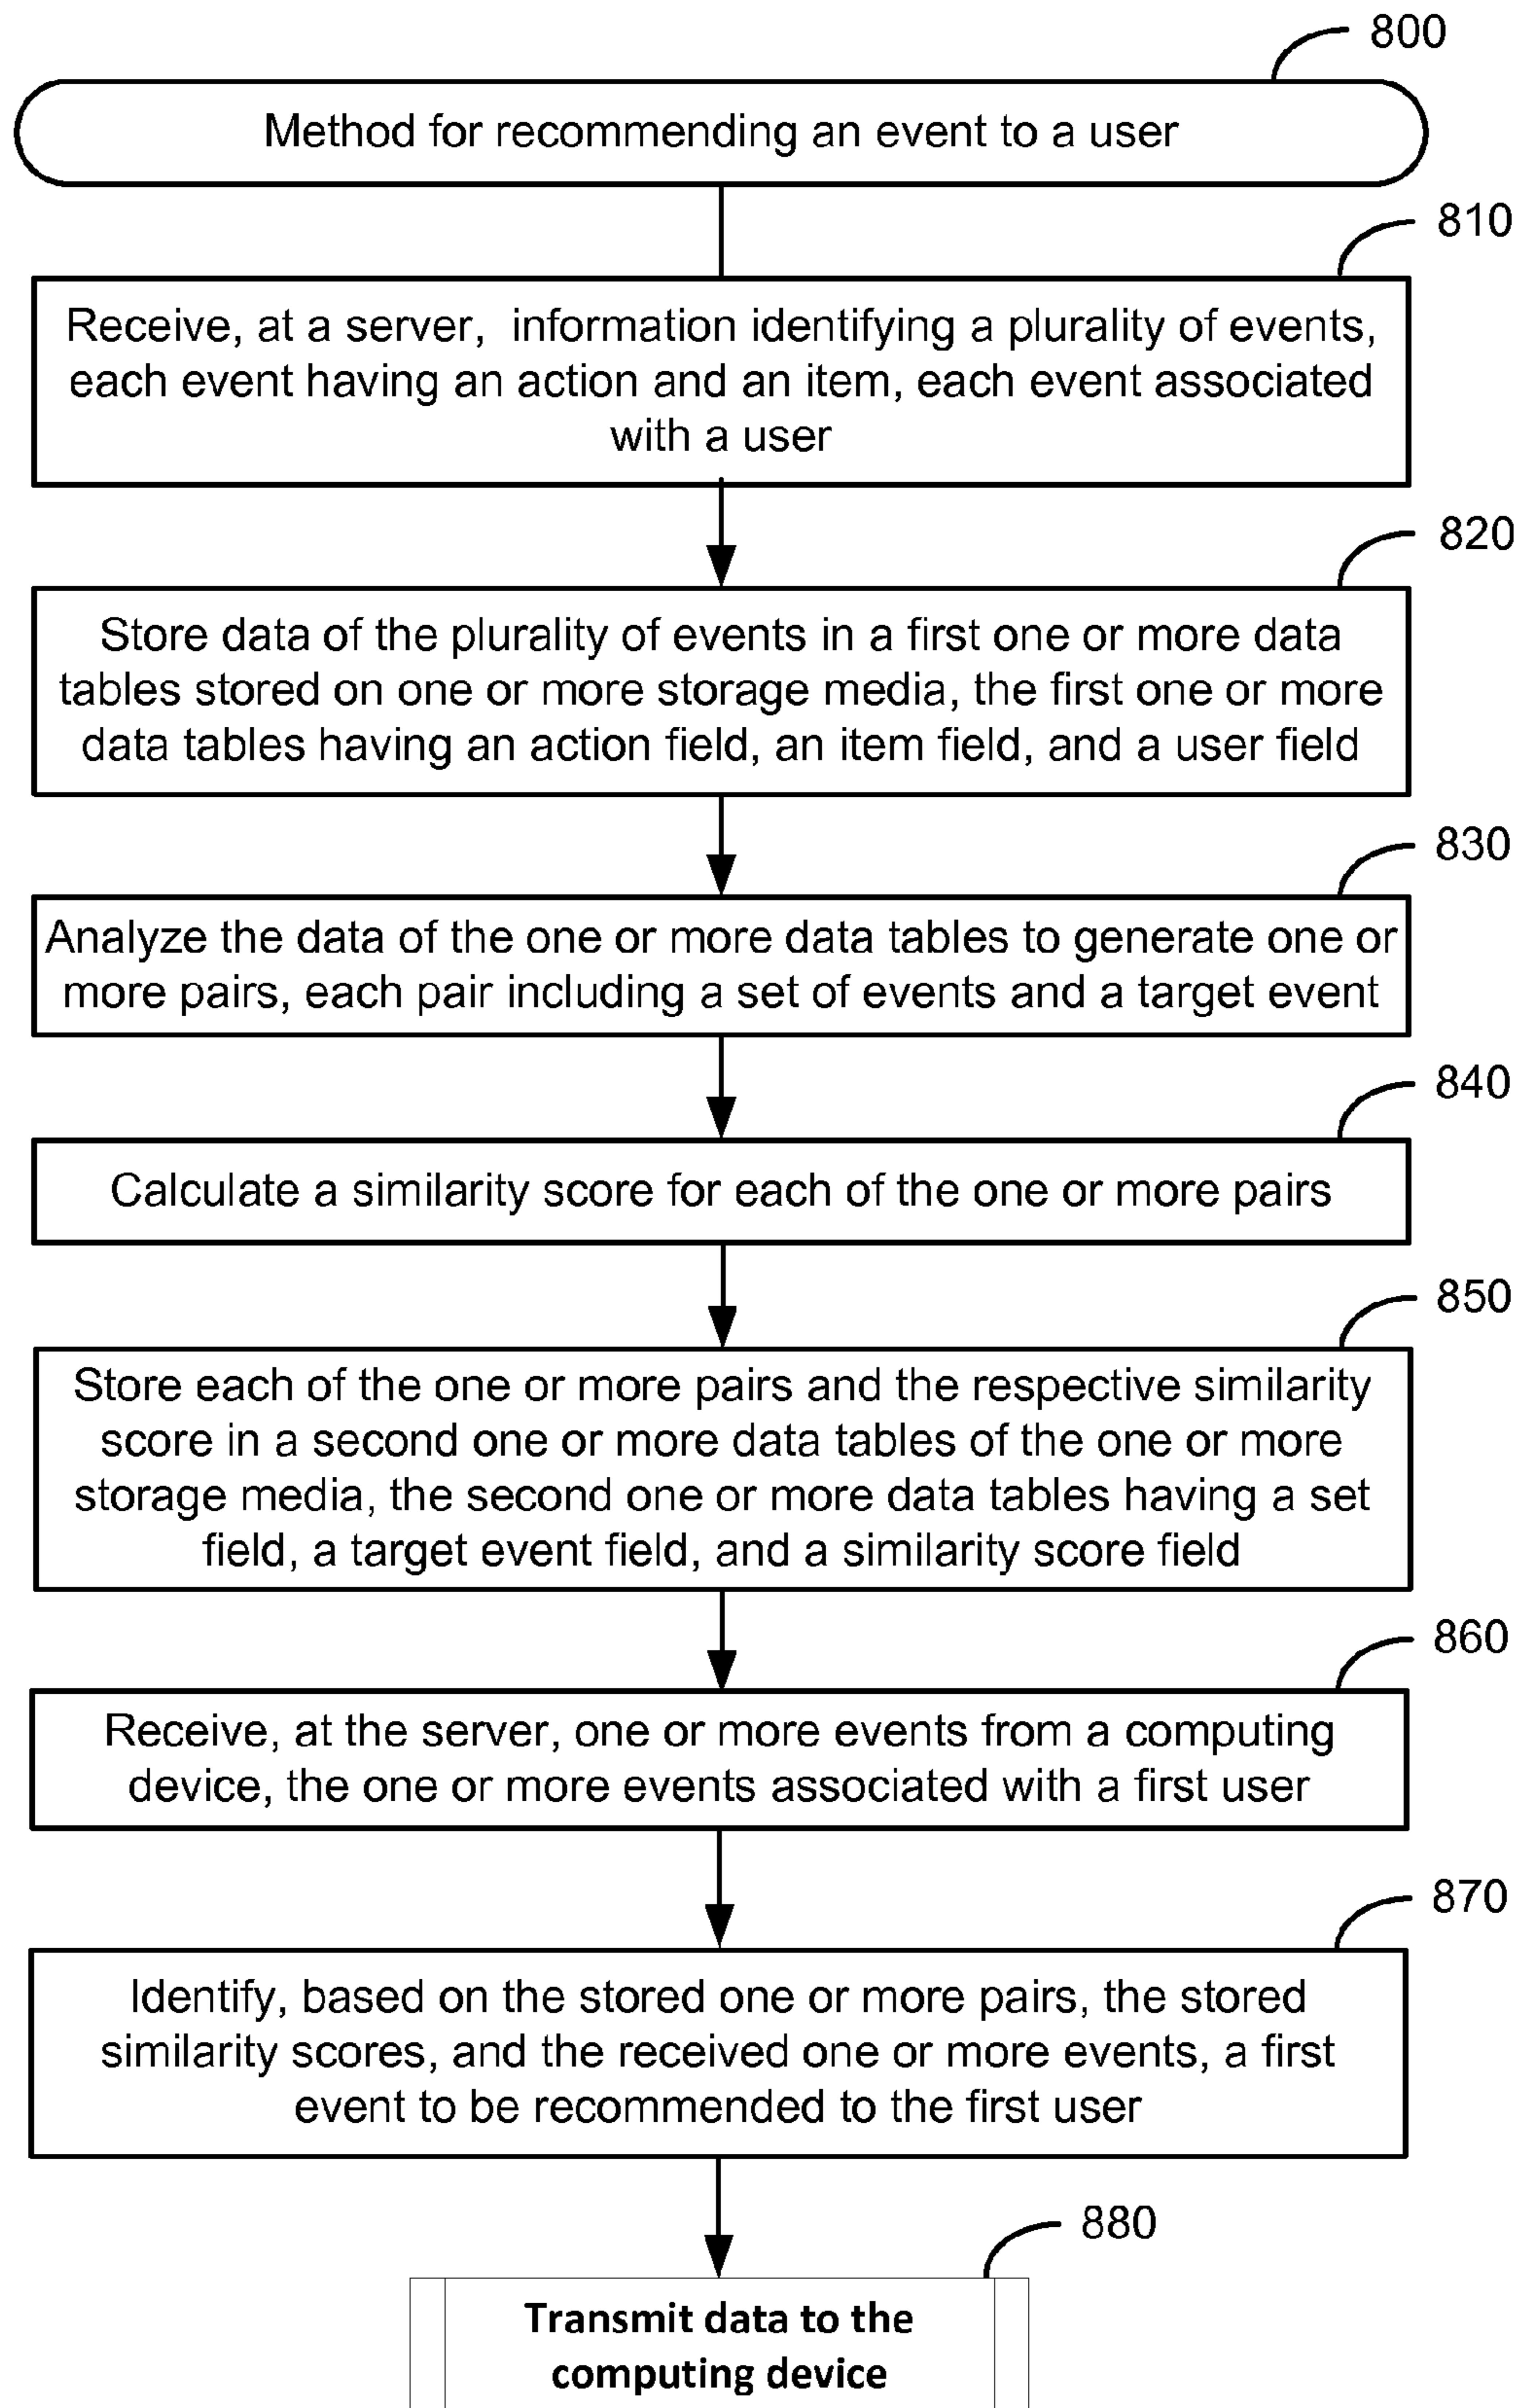 800
Method for recommending an event to a user
810
Receive, at a server, information identifying a plurality of events,
each event having an action and an item, each event associated
with a user
820
Store data of the plurality of events in a first one or more data
tables stored on one or more storage media, the first one or more
data tables having an action field, an item field, and a user field
830
Analyze the data of the one or more data tables to generate one or
more pairs, each pair including a set of events and a target event
840
Calculate a similarity score for each of the one or more pairs
850
Store each of the one or more pairs and the respective similarity
score in a second one or more data tables of the one or more
storage media, the second one or more data tables having a set
field, a target event field, and a similarity score field
860
Receive, at the server, one or more events from a computing
device, the one or more events associated with a first user
870
Identify, based on the stored one or more pairs, the stored
similarity scores, and the received one or more events, a first
event to be recommended to the first user
880
Transmit data to the
computing device